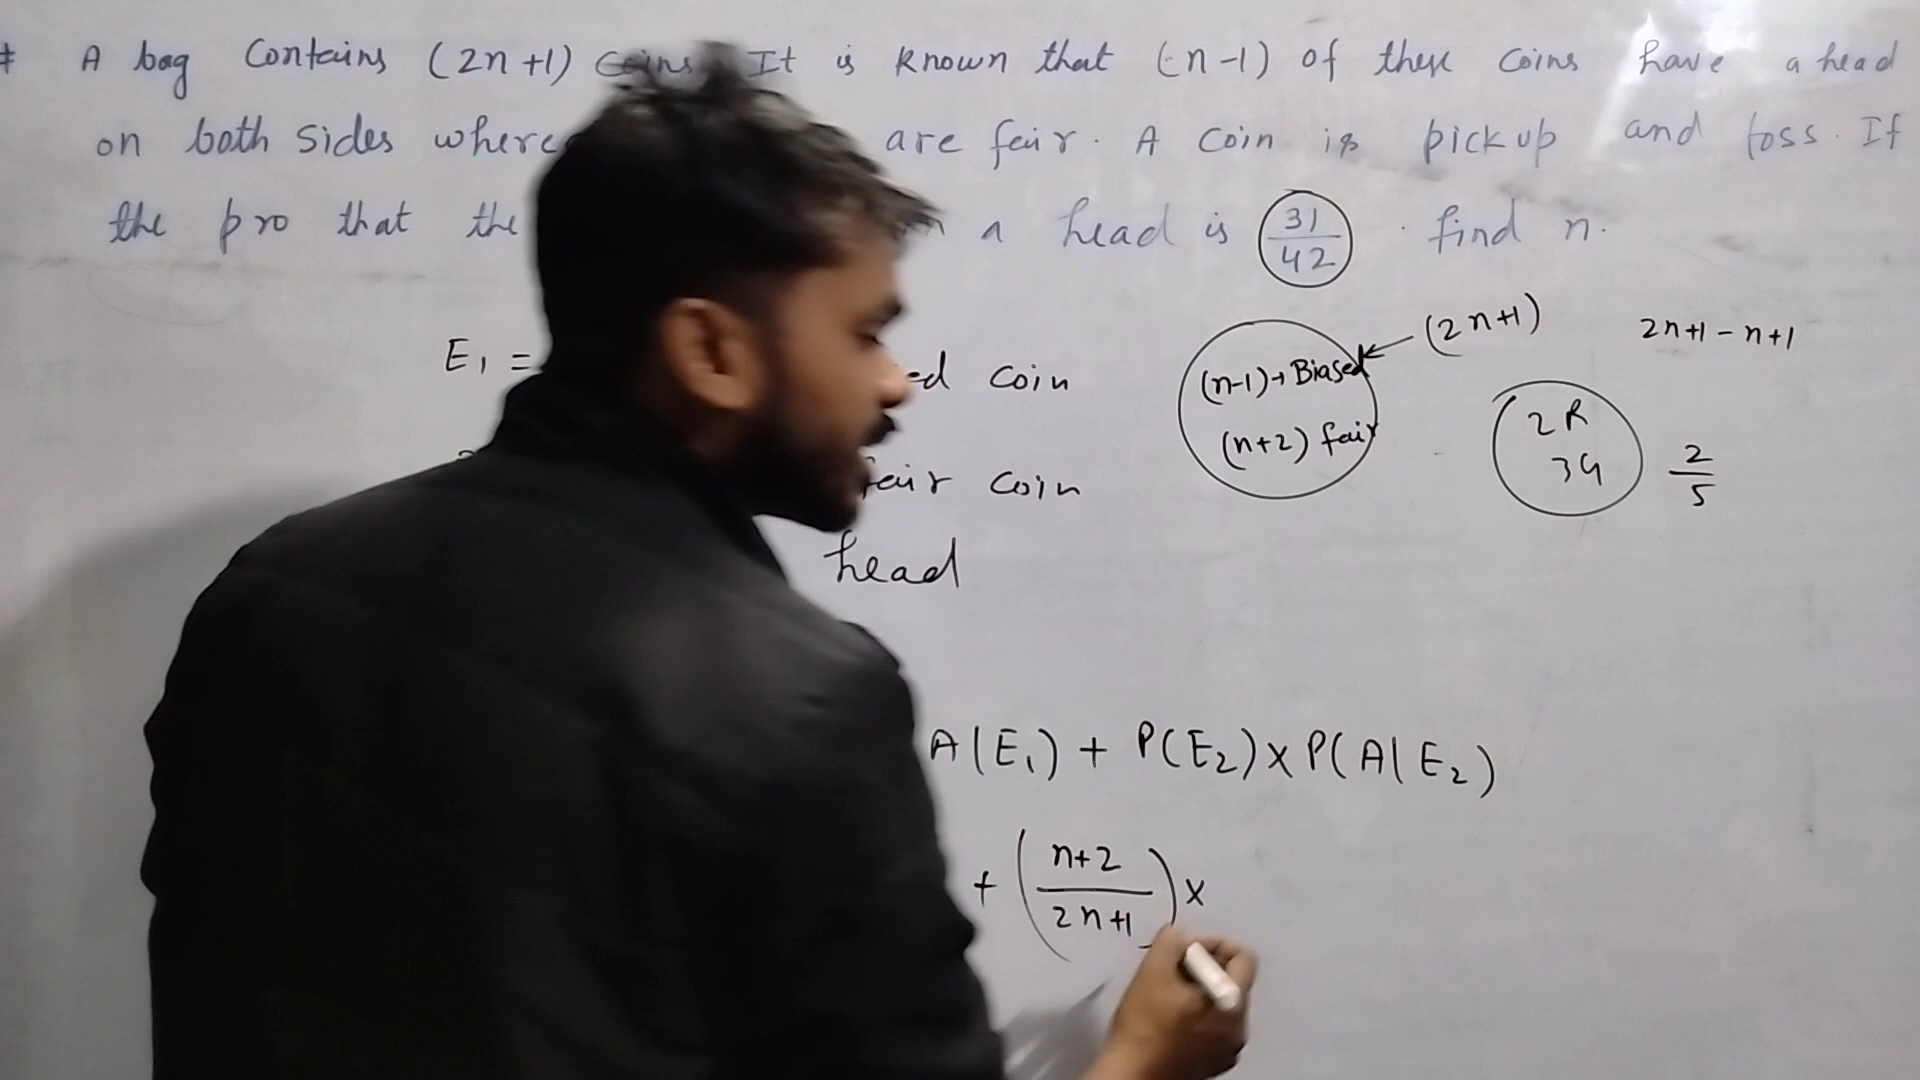 A bag Contains (2n+1) Coins. It is known that (n-1) of these Coins have a head
on both sides where are fair. A Coin is pick up and toss. If
the pro that the a head is 31/42 . find n.
(2n+1) 2n+1-n+1
E1 = ed Coin
(n-1)→Biased
(n+2) fair
2R
3G
2/5
fair Coin
head
A|E1) + P(E2)×P(A|E2)
+ (n+2/2n+1)×